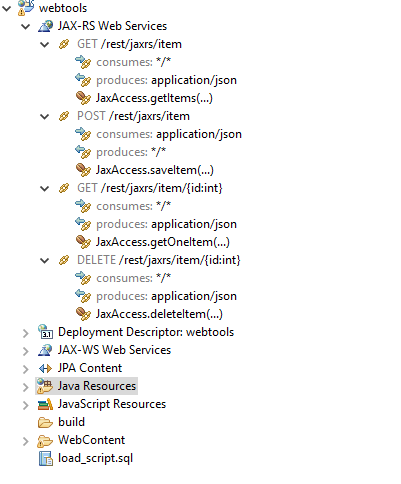 webtools
JAX-RS Web Services
GET /rest/jaxrs/item
consumes: */*
produces: application/json
JaxAccess.getItems(...)
POST /rest/jaxrs/item
consumes: application/json
produces: */*
JaxAccess.saveItem(...)
GET /rest/jaxrs/item/{id:int}
consumes: */*
produces: application/json
JaxAccess.getOneItem(...)
DELETE /rest/jaxrs/item/{id:int}
consumes: */*
produces: application/json
JaxAccess.deleteItem(...)
3.1 Deployment Descriptor: webtools
JAX-WS Web Services
JPA Content
Java Resources
JavaScript Resources
build
WebContent
load_script.sql